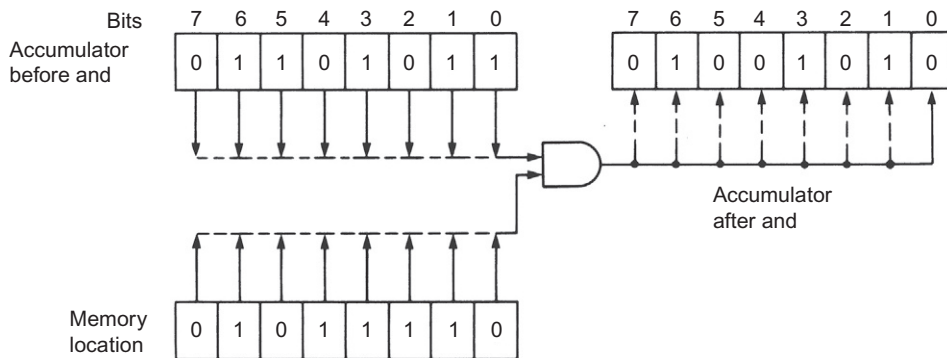 Bits 7 6 5 4 3 2 1 0 7 6 5 4 3 2 1 0
Accumulator
before and
0 1 1 0 1 0 1 1
0 1 0 0 1 0 1 0
Accumulator
after and
Memory
location
0 1 0 1 1 1 1 0